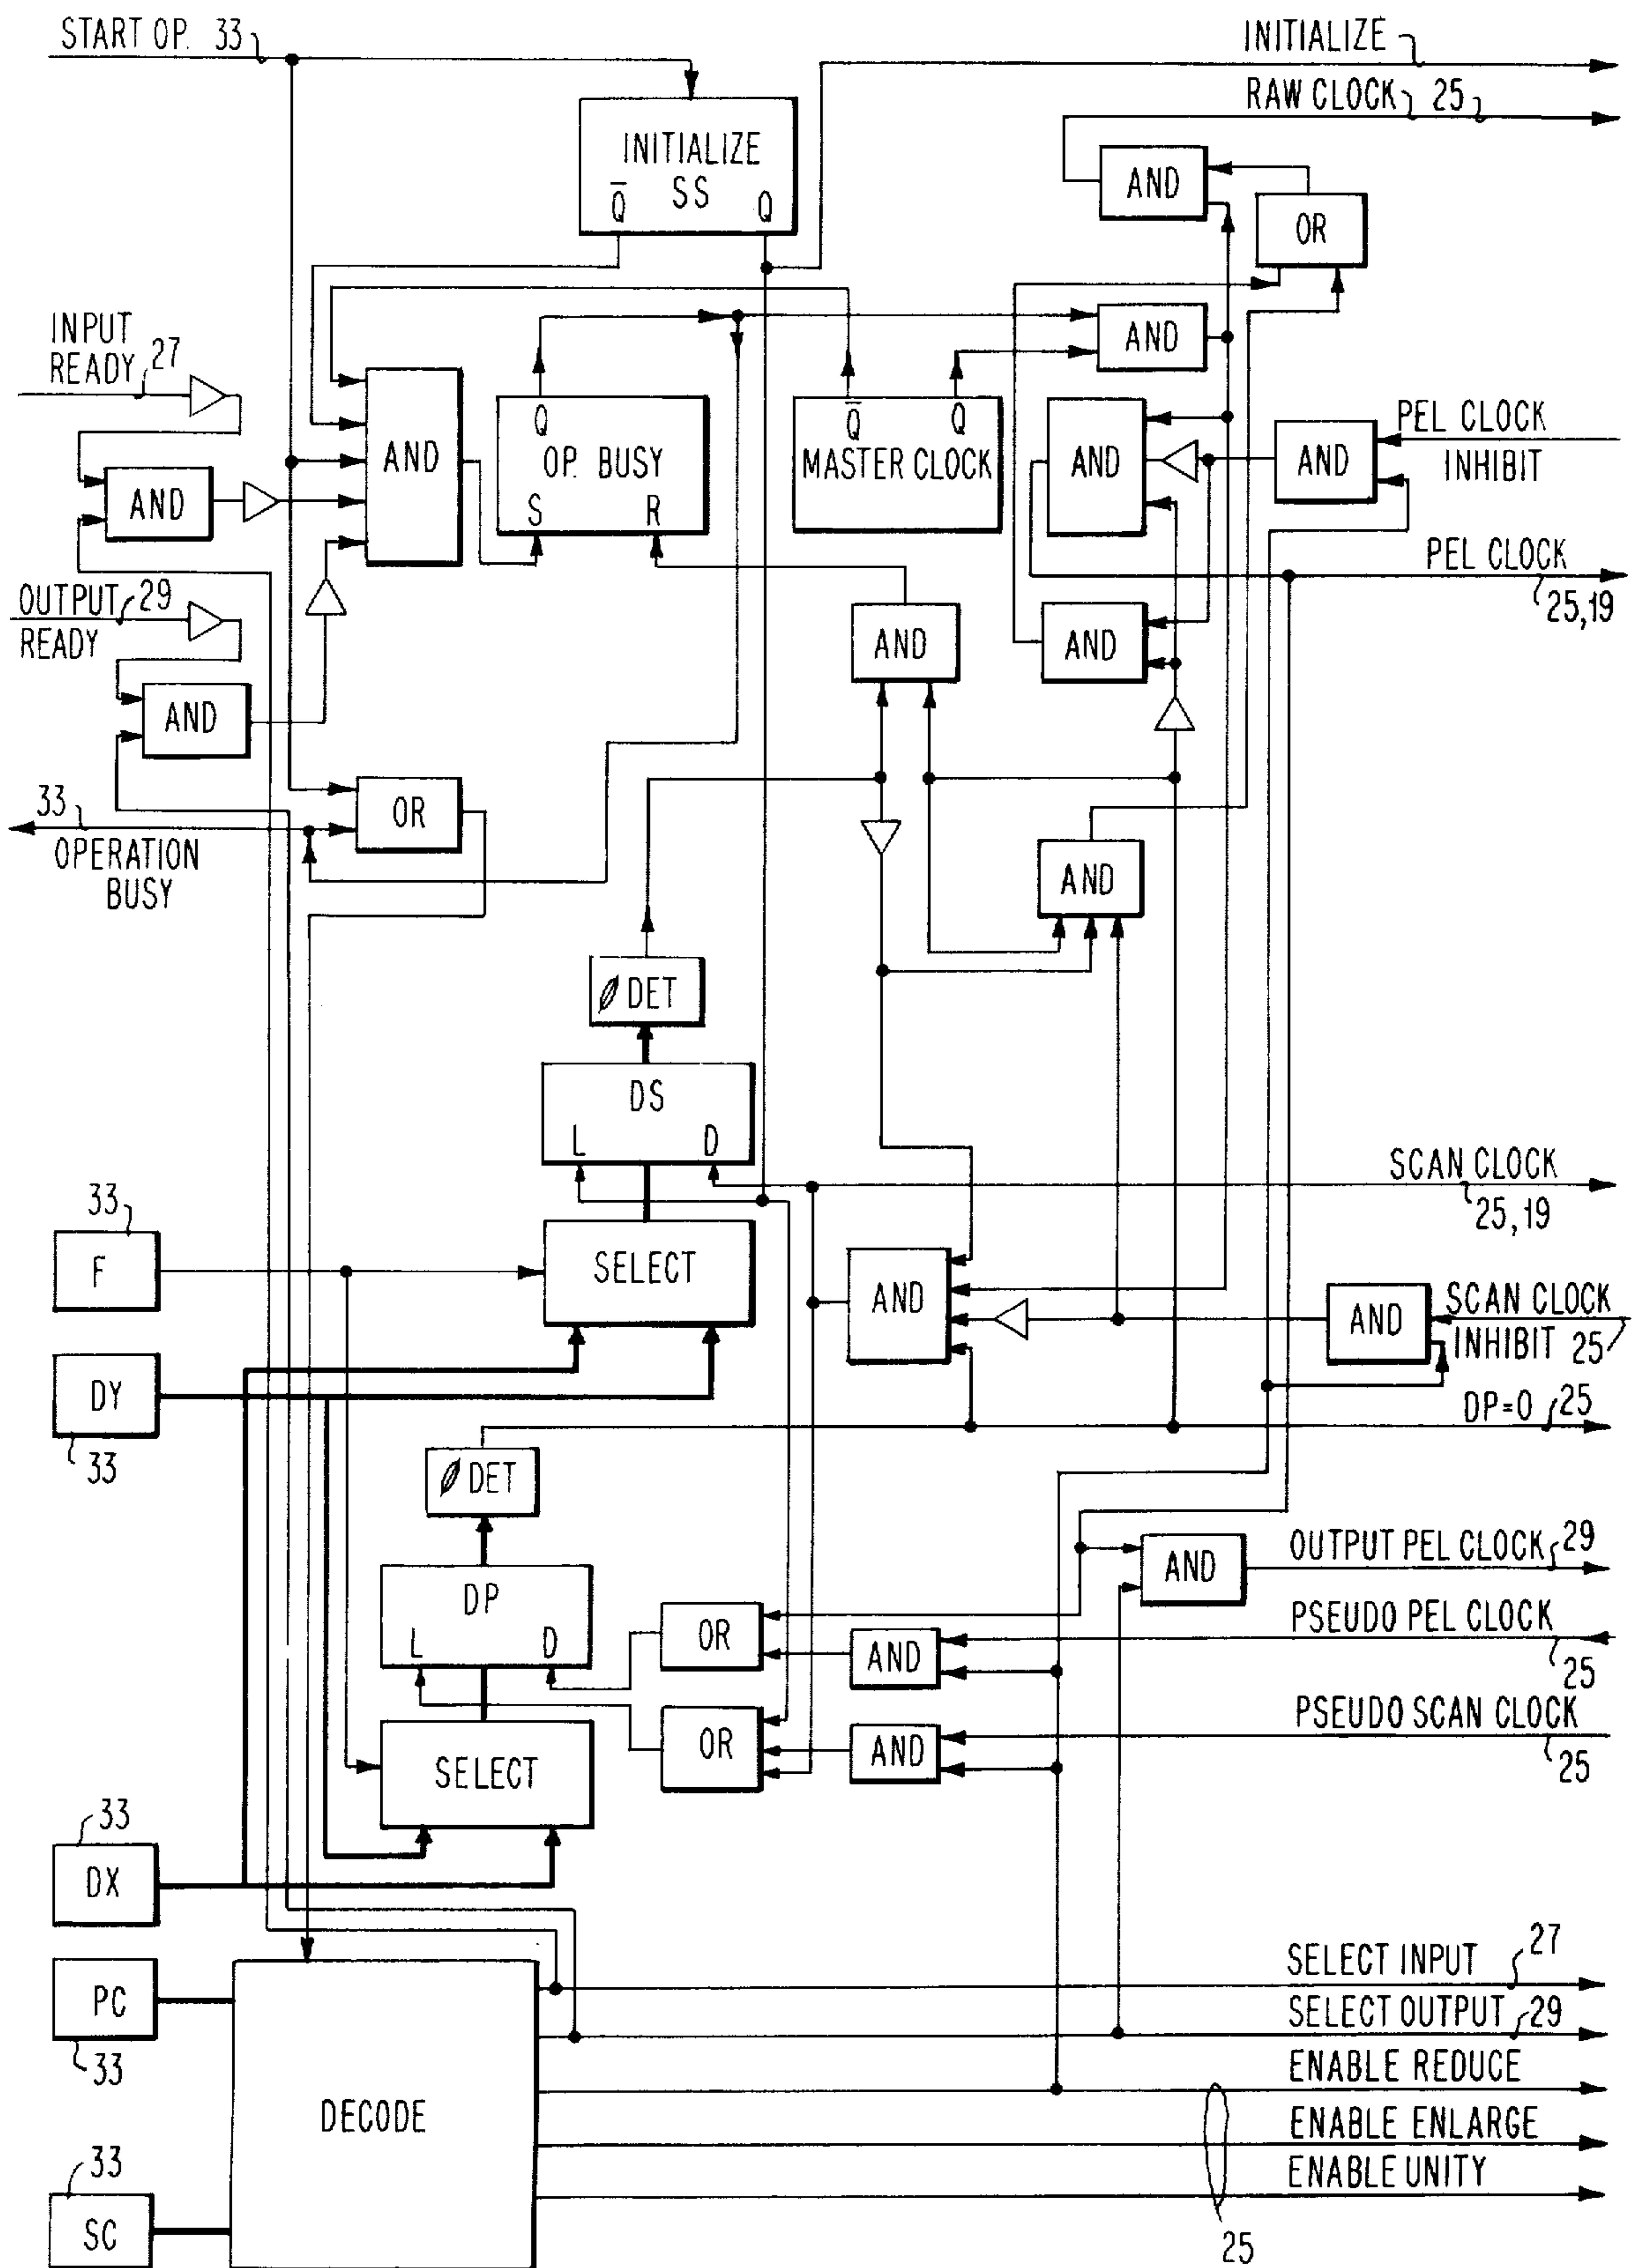 START OP. 33
INITIALIZE
RAW CLOCK 25
INITIALIZE
SS
Q̅ Q
AND
OR
INPUT
READY 27
AND
Q
OP. BUSY
S R
Q̅ Q
MASTER CLOCK
AND
AND
AND
PEL CLOCK
INHIBIT
AND
PEL CLOCK
25,19
OUTPUT 29
READY
AND
AND
AND
33
OPERATION
BUSY
OR
AND
∅ DET
DS
L D
SCAN CLOCK
25,19
33
F
SELECT
AND
AND
SCAN CLOCK
INHIBIT 25
DY
33
DP=0 25
∅ DET
OUTPUT PEL CLOCK 29
AND
DP
L D
OR
AND
PSEUDO PEL CLOCK
25
SELECT
OR
AND
PSEUDO SCAN CLOCK
25
33
DX
PC
33
SELECT INPUT 27
SELECT OUTPUT 29
ENABLE REDUCE
DECODE
ENABLE ENLARGE
ENABLE UNITY
33
SC
25